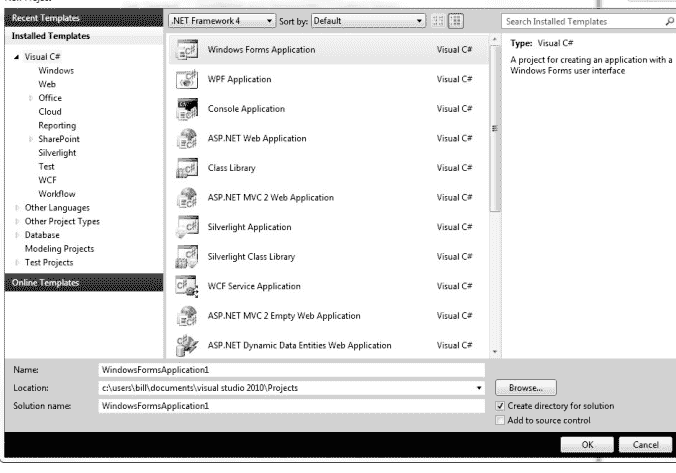 Recent Templates
.NET Framework 4 Sort by: Default Search Installed Templates
Installed Templates
Visual C#
Windows
Web
Office
Cloud
Reporting
SharePoint
Silverlight
Test
WCF
Workflow
Other Languages
Other Project Types
Database
Modeling Projects
Test Projects
Online Templates
Windows Forms Application Visual C#
WPF Application Visual C#
Console Application Visual C#
ASP.NET Web Application Visual C#
Class Library Visual C#
ASP.NET MVC 2 Web Application Visual C#
Silverlight Application Visual C#
Silverlight Class Library Visual C#
WCF Service Application Visual C#
ASP.NET MVC 2 Empty Web Application Visual C#
ASP.NET Dynamic Data Entities Web Application Visual C#
Type: Visual C#
A project for creating an application with a
Windows Forms user interface
Name: WindowsFormsApplication1
Location: c:\users\bill\documents\visual studio 2010\Projects Browse...
Solution name: WindowsFormsApplication1
Create directory for solution
Add to source control
OK Cancel